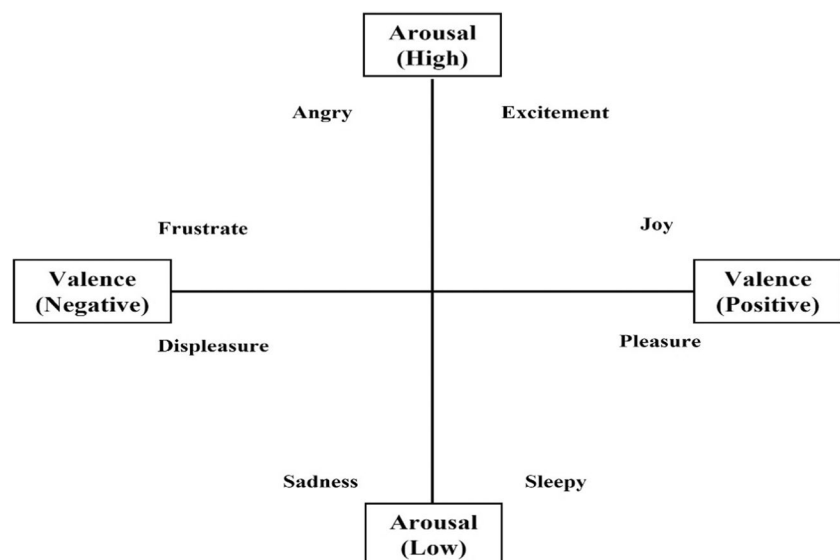 Arousal
(High)
Angry
Excitement
Frustrate
Joy
Valence
(Negative)
Valence
(Positive)
Displeasure
Pleasure
Sadness
Sleepy
Arousal
(Low)